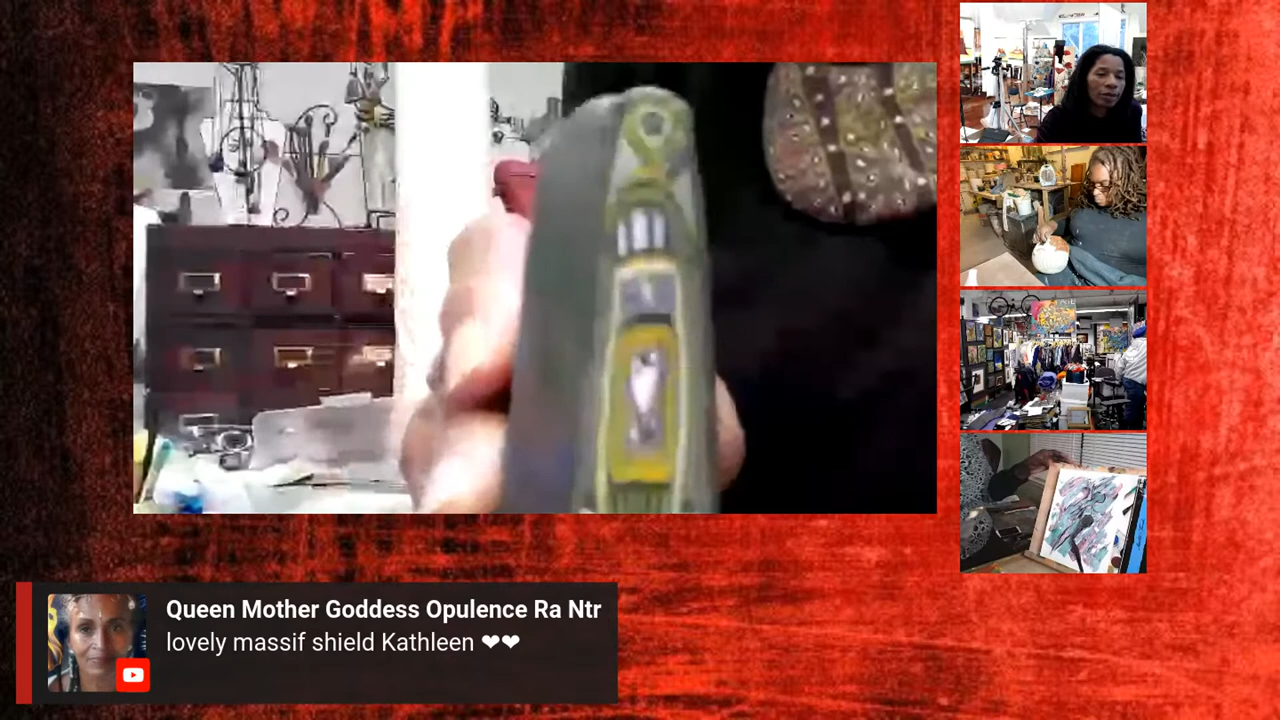 Queen Mother Goddess Opulence Ra Ntr
lovely massif shield Kathleen ❤❤